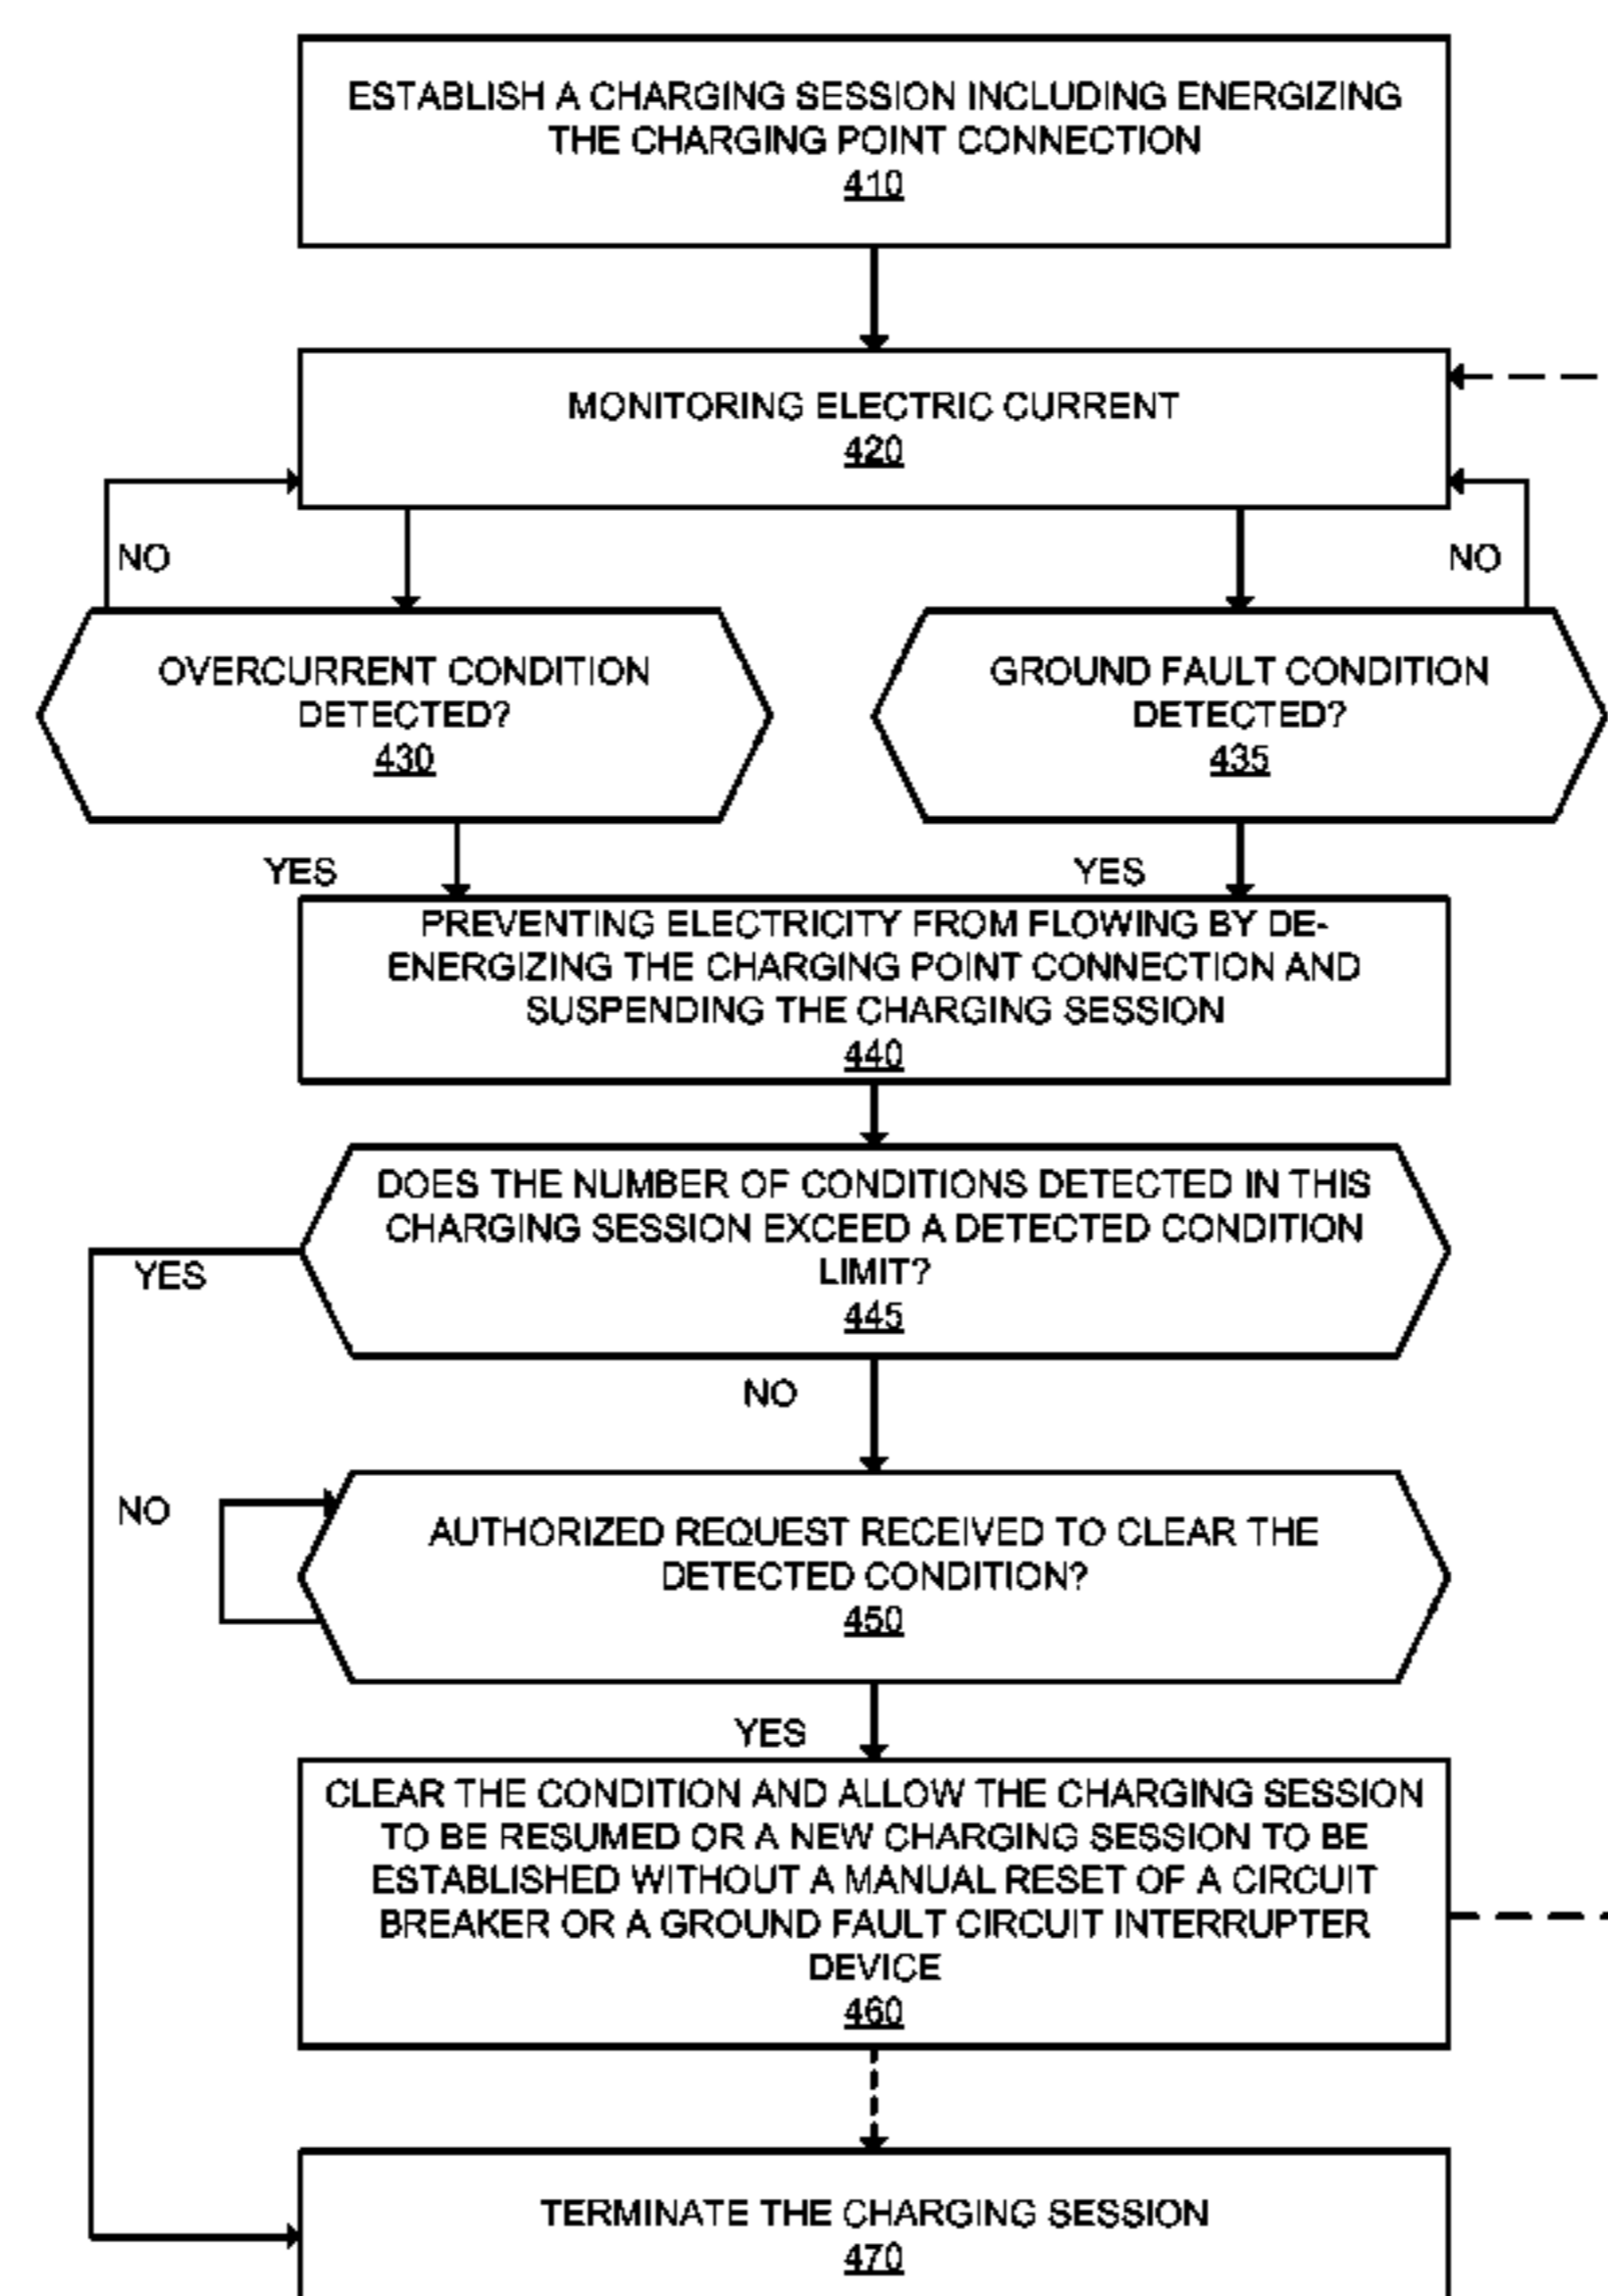 ESTABLISH A CHARGING SESSION INCLUDING ENERGIZING
THE CHARGING POINT CONNECTION
410
MONITORING ELECTRIC CURRENT
420
NO
NO
OVERCURRENT CONDITION
DETECTED?
430
GROUND FAULT CONDITION
DETECTED?
435
YES
YES
PREVENTING ELECTRICITY FROM FLOWING BY DE-
ENERGIZING THE CHARGING POINT CONNECTION AND
SUSPENDING THE CHARGING SESSION
440
DOES THE NUMBER OF CONDITIONS DETECTED IN THIS
CHARGING SESSION EXCEED A DETECTED CONDITION
LIMIT?
445
YES
NO
NO
AUTHORIZED REQUEST RECEIVED TO CLEAR THE
DETECTED CONDITION?
450
YES
CLEAR THE CONDITION AND ALLOW THE CHARGING SESSION
TO BE RESUMED OR A NEW CHARGING SESSION TO BE
ESTABLISHED WITHOUT A MANUAL RESET OF A CIRCUIT
BREAKER OR A GROUND FAULT CIRCUIT INTERRUPTER
DEVICE
460
TERMINATE THE CHARGING SESSION
470